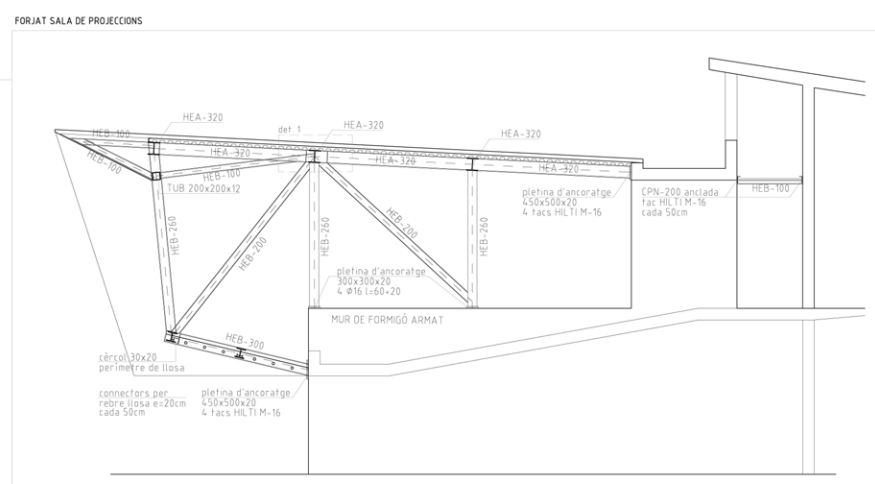 FORJAT SALA DE PROJECCIONS
HEA-320
det. 1
HEA-320
HEA-320
HEB-100
HEA-320
HEA-320
HEA-320
HEB-100
HEB-100
TUB 200x200x12
pletina d'ancoratge
450x500x20
4 tacs HILTI M-16
CPN-200 anclada
tac HILTI M-16
cada 50cm
HEB-100
HEB-260
HEB-200
HEB-260
HEB-200
HEB-260
pletina d'ancoratge
300x300x20
4 Ø16 l=60+20
MUR DE FORMIGÓ ARMAT
HEB-300
cèrcol 30x20
perímetre de llosa
connectors per
rebre llosa e=20cm
cada 50cm
pletina d'ancoratge
450x500x20
4 tacs HILTI M-16